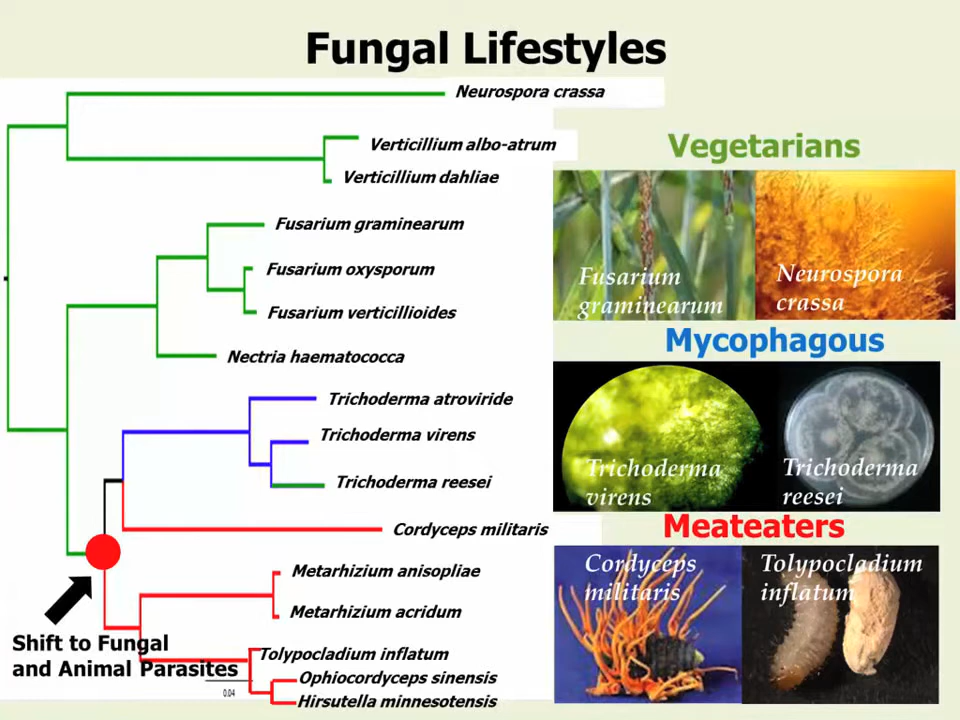 Fungal Lifestyles
Neurospora crassa
Verticillium albo-atrum
Verticillium dahliae
Fusarium graminearum
Fusarium oxysporum
Fusarium verticillioides
Nectria haematococca
Trichoderma atroviride
Trichoderma virens
Trichoderma reesei
Cordyceps militaris
Metarhizium anisopliae
Metarhizium acridum
Tolypocladium inflatum
Ophiocordyceps sinensis
Hirsutella minnesotensis
Shift to Fungal
and Animal Parasites
0.04
Vegetarians
Fusarium
graminearum
Neurospora
crassa
Mycophagous
Trichoderma
virens
Trichoderma
reesei
Meateaters
Cordyceps
militaris
Tolypocladium
inflatum